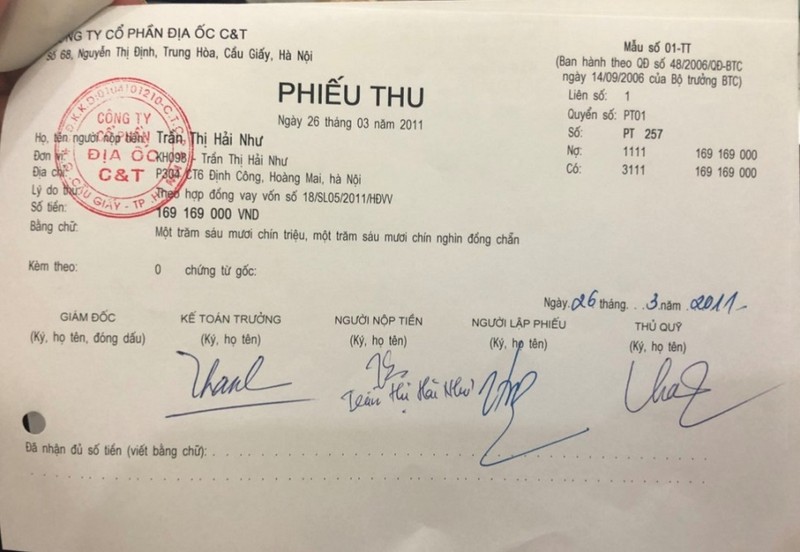 NG TY CỔ PHẦN ĐỊA ỐC C&T
Số 68, Nguyễn Thị Định, Trung Hòa, Cầu Giấy, Hà Nội
Mẫu số 01-TT
(Ban hành theo QĐ số 48/2006/QĐ-BTC
ngày 14/09/2006 của Bộ trưởng BTC)
Liên số: 1
Quyển số: PT01
Số: PT 257
Nợ: 1111 169 169 000
Có: 3111 169 169 000
PHIẾU THU
Ngày 26 tháng 03 năm 2011
Đ.K.K.D:0104101210-C.T.C.P
CÔNG TY
CỔ PHẦN
ĐỊA ỐC
C&T
Q.CẦU GIẤY - TP.
Họ, tên người nộp tiền: Trần Thị Hải Như
Đơn vị: KH098 - Trần Thị Hải Như
Địa chỉ: P304 CT6 Định Công, Hoàng Mai, hà Nội
Lý do thu: Theo hợp đồng vay vốn số 18/SL05/2011/HĐVV
Số tiền: 169 169 000 VND
Bằng chữ: Một trăm sáu mươi chín triệu, một trăm sáu mươi chín nghìn đồng chẵn
Kèm theo: 0 chứng từ gốc:
Ngày 26 tháng 3 năm 2011
GIÁM ĐỐC KẾ TOÁN TRƯỞNG NGƯỜI NỘP TIỀN NGƯỜI LẬP PHIẾU THỦ QUỸ
(Ký, họ tên, đóng dấu) (Ký, họ tên) (Ký, họ tên) (Ký, họ tên) (Ký, họ tên)
Trần Thị Hải Như
Đã nhận đủ số tiền (viết bằng chữ):